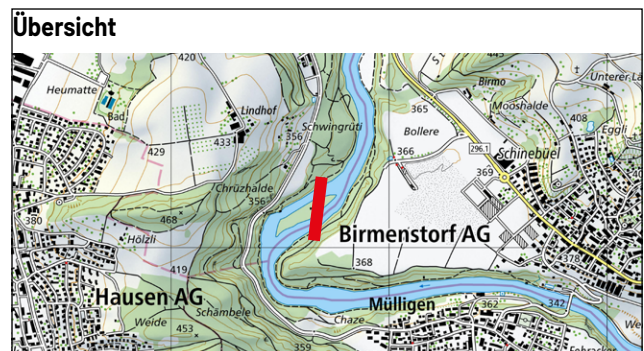 Übersicht
420
Heumatte
Bad
Lindhof
429
433
356
Schwingrüti
365
Bollere
366
Birmo
Mooshalde
408
Eggli
Unterer
296.1
Schinebüel
369
Chrüzhalde
356
380
468
Hölzli
419
Birmenstorf AG
368
378
Hausen AG
Schämbele
Weide
453
Chaze
359
Mülligen
362
342